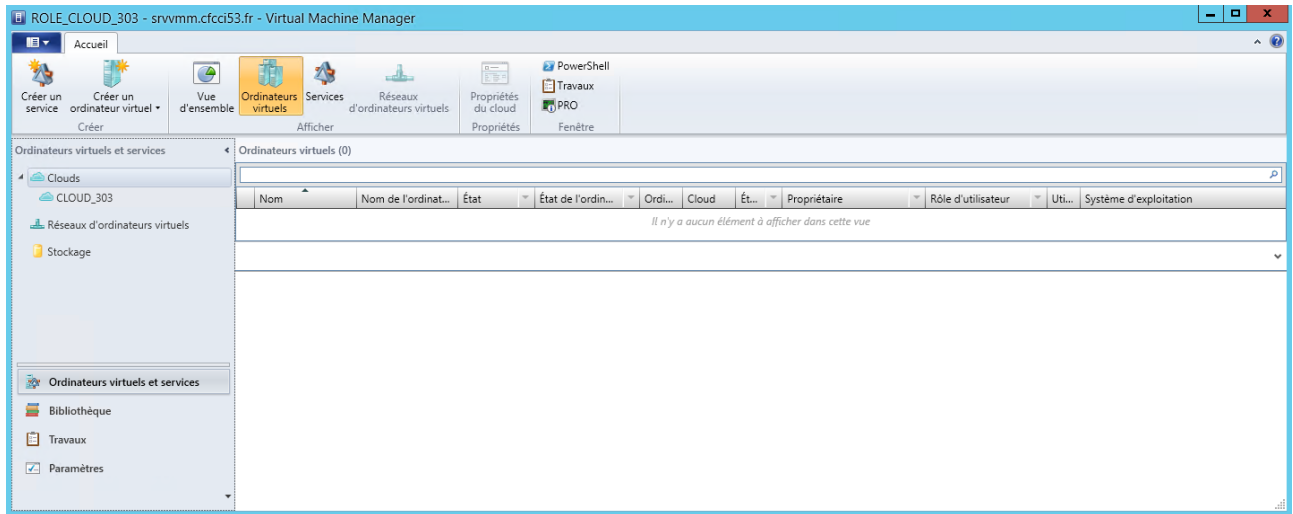 ROLE_CLOUD_303 - srvvmm.cfcci53.fr - Virtual Machine Manager
Accueil
Créer un service
Créer un ordinateur virtuel
Vue d'ensemble
Ordinateurs virtuels
Services
Réseaux d'ordinateurs virtuels
Propriétés du cloud
PowerShell
Travaux
PRO
Créer
Afficher
Propriétés
Fenêtre
Ordinateurs virtuels et services
Clouds
CLOUD_303
Réseaux d'ordinateurs virtuels
Stockage
Ordinateurs virtuels et services
Bibliothèque
Travaux
Paramètres
Ordinateurs virtuels (0)
Nom Nom de l'ordinat... État État de l'ordin... Ordi... Cloud Ét... Propriétaire Rôle d'utilisateur Uti... Système d'exploitation
Il n'y a aucun élément à afficher dans cette vue